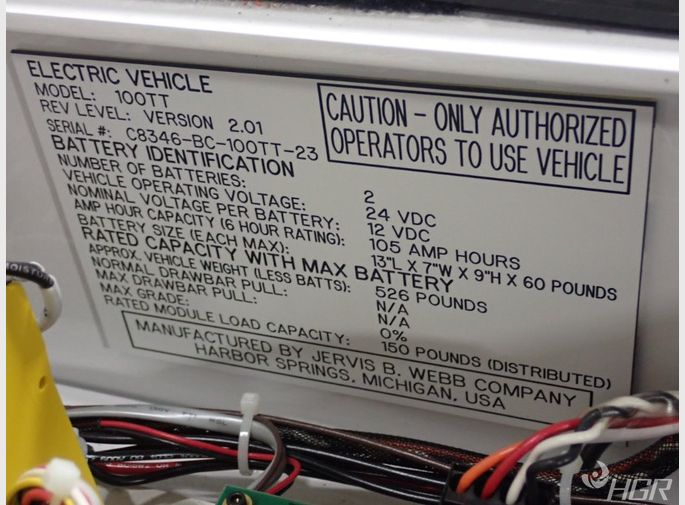 ELECTRIC VEHICLE
MODEL: 100TT
REV LEVEL: VERSION 2.01
SERIAL #: C8346-BC-100TT-23
CAUTION - ONLY AUTHORIZED
OPERATORS TO USE VEHICLE
BATTERY IDENTIFICATION
NUMBER OF BATTERIES: 2
VEHICLE OPERATING VOLTAGE: 24 VDC
NOMINAL VOLTAGE PER BATTERY: 12 VDC
AMP HOUR CAPACITY (6 HOUR RATING): 105 AMP HOURS
BATTERY SIZE (EACH MAX): 13"L X 7"W X 9"H X 60 POUNDS
RATED CAPACITY WITH MAX BATTERY
APPROX. VEHICLE WEIGHT (LESS BATTS): 526 POUNDS
NORMAL DRAWBAR PULL: N/A
MAX DRAWBAR PULL: N/A
MAX GRADE: 0%
RATED MODULE LOAD CAPACITY: 150 POUNDS (DISTRIBUTED)
MANUFACTURED BY JERVIS B. WEBB COMPANY
HARBOR SPRINGS, MICHIGAN, USA
HGR